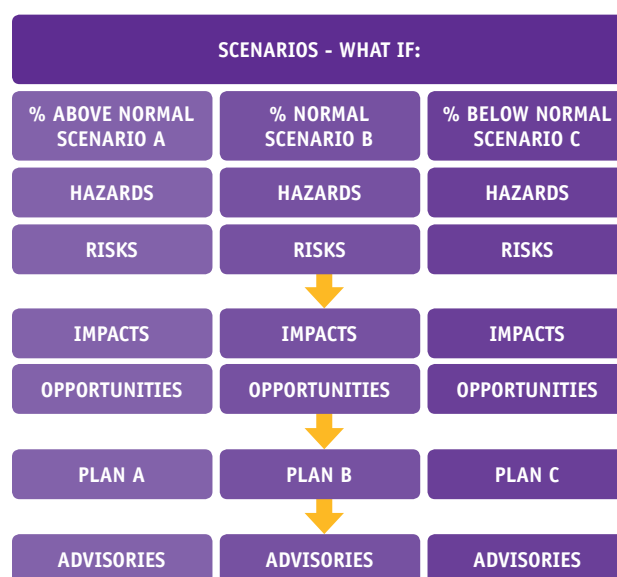 SCENARIOS - WHAT IF:
% ABOVE NORMAL
SCENARIO A
% NORMAL
SCENARIO B
% BELOW NORMAL
SCENARIO C
HAZARDS
HAZARDS
HAZARDS
RISKS
RISKS
RISKS
IMPACTS
IMPACTS
IMPACTS
OPPORTUNITIES
OPPORTUNITIES
OPPORTUNITIES
PLAN A
PLAN B
PLAN C
ADVISORIES
ADVISORIES
ADVISORIES